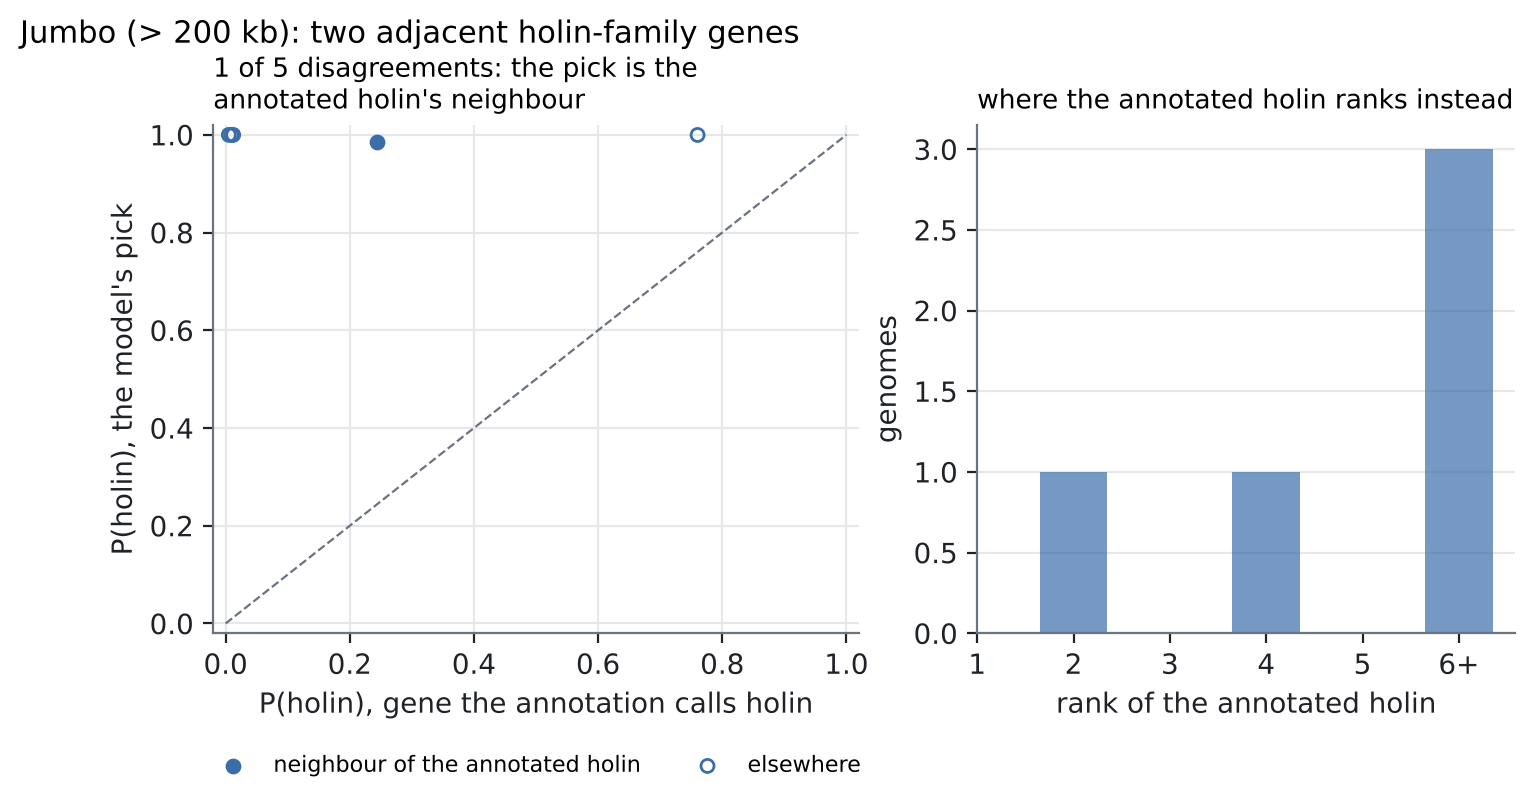 Jumbo (> 200 kb): two adjacent holin-family genes
1 of 5 disagreements: the pick is the
annotated holin's neighbour
where the annotated holin ranks instead
P(holin), the model's pick
1.0
0.8
0.6
0.4
0.2
0.0
0.0 0.2 0.4 0.6 0.8 1.0
P(holin), gene the annotation calls holin
genomes
3.0
2.5
2.0
1.5
1.0
0.5
0.0
1 2 3 4 5 6+
rank of the annotated holin
neighbour of the annotated holin
elsewhere